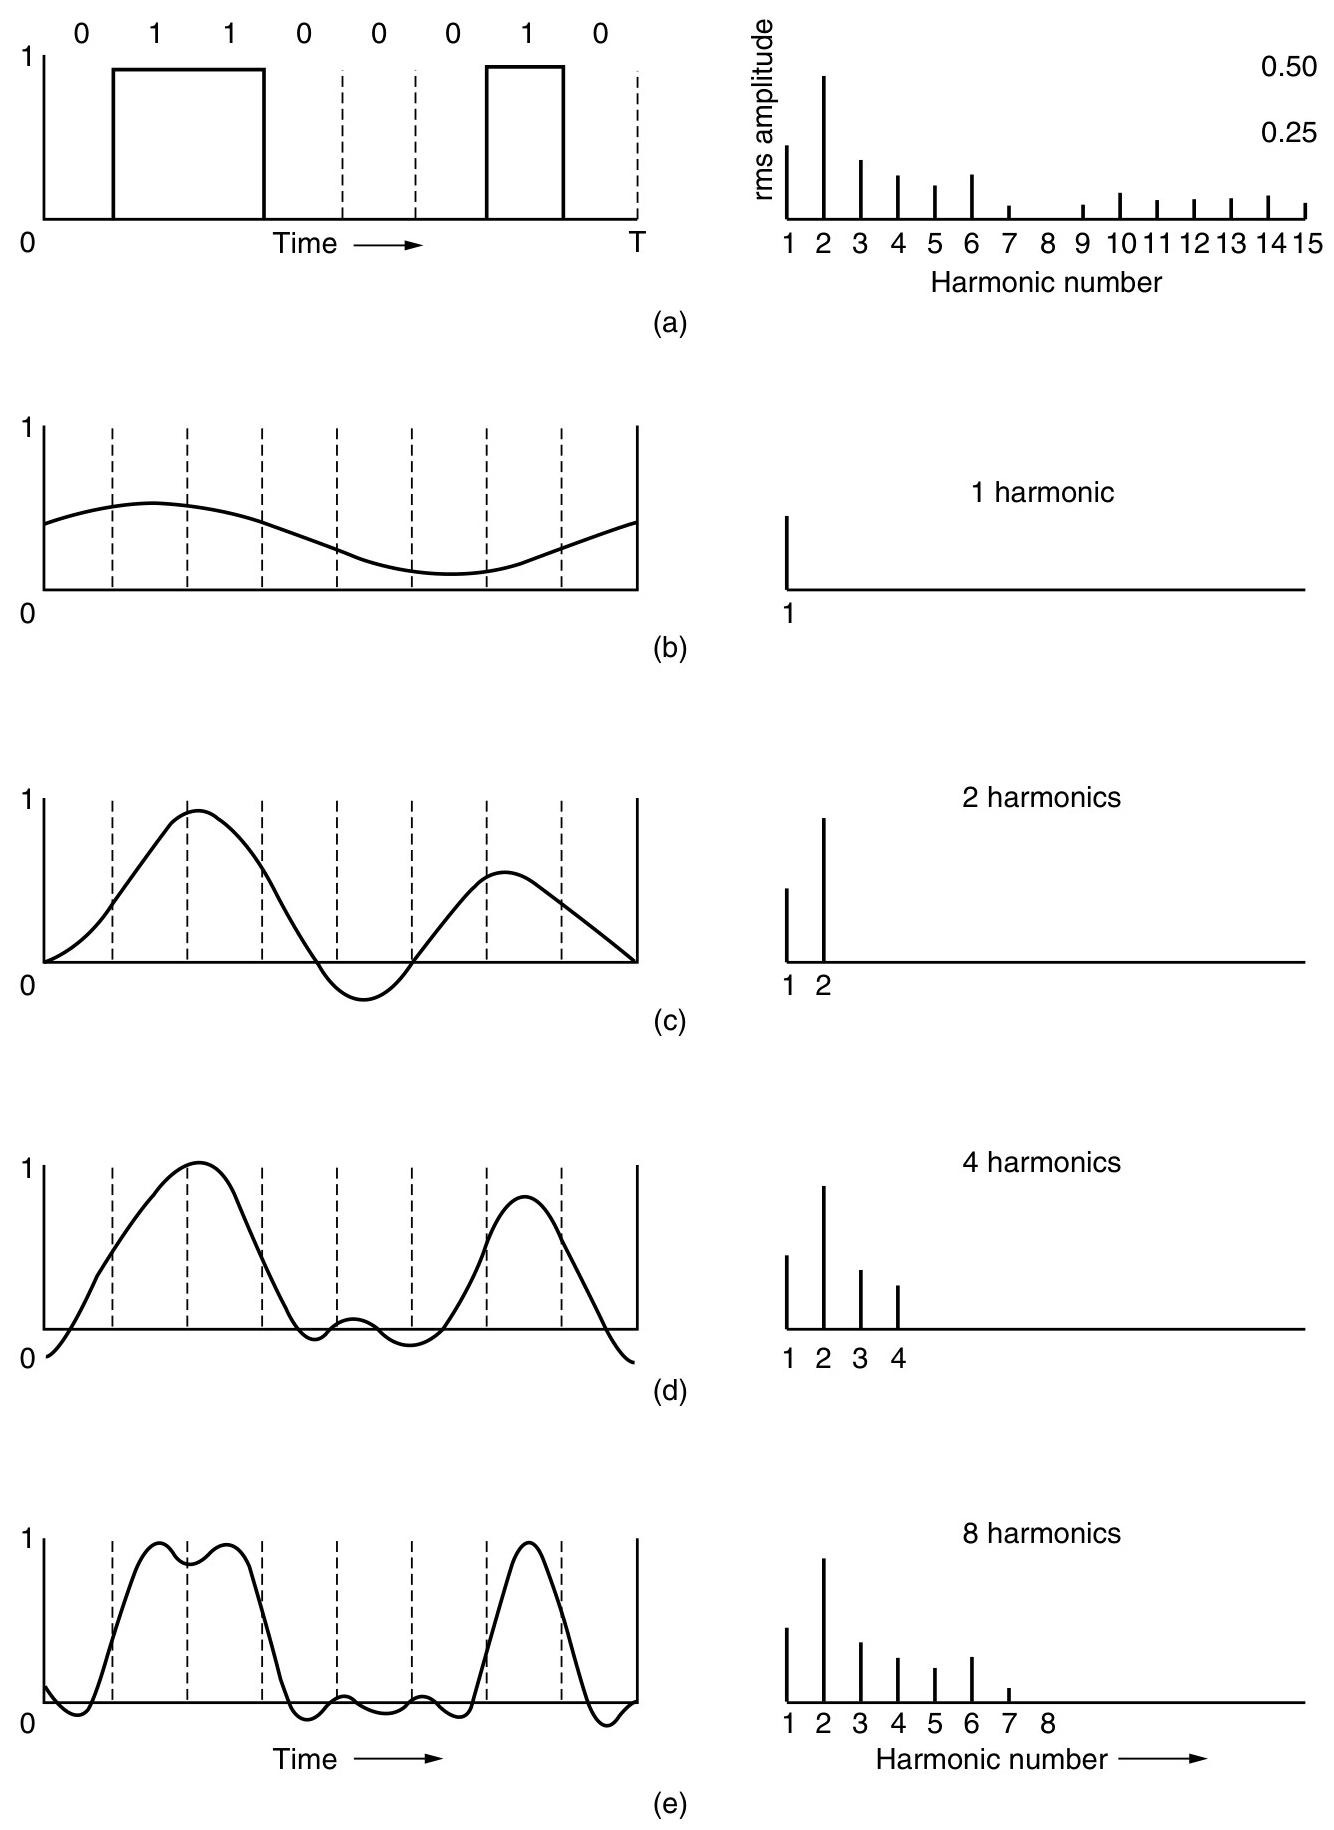 0 1 1 0 0 0 1 0
1
0
Time
T
rms amplitude
0.50
0.25
1 2 3 4 5 6 7 8 9 10 11 12 13 14 15
Harmonic number
(a)
1
0
1 harmonic
1
(b)
1
0
2 harmonics
1 2
(c)
1
0
4 harmonics
1 2 3 4
(d)
1
0
Time
8 harmonics
1 2 3 4 5 6 7 8
Harmonic number
(e)